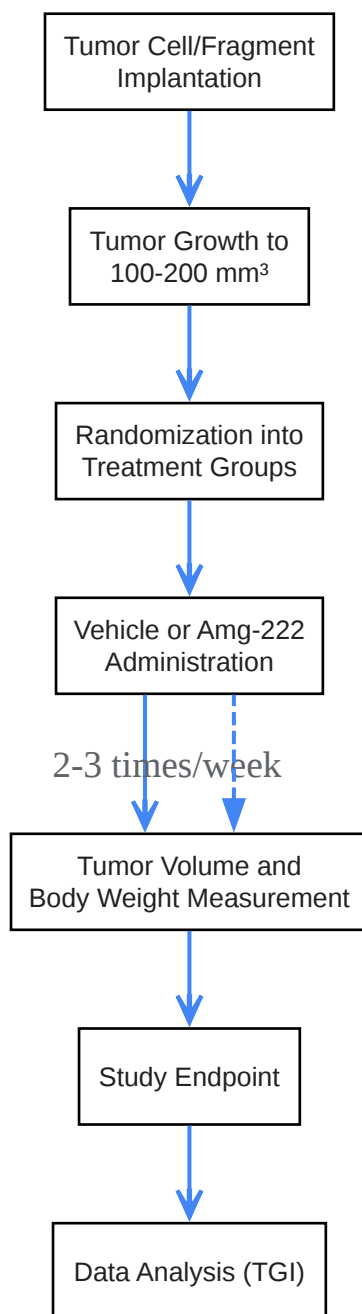 Tumor Cell/Fragment
Implantation
Tumor Growth to
100-200 mm³
Randomization into
Treatment Groups
Vehicle or Amg-222
Administration
2-3 times/week
Tumor Volume and
Body Weight Measurement
Study Endpoint
Data Analysis (TGI)